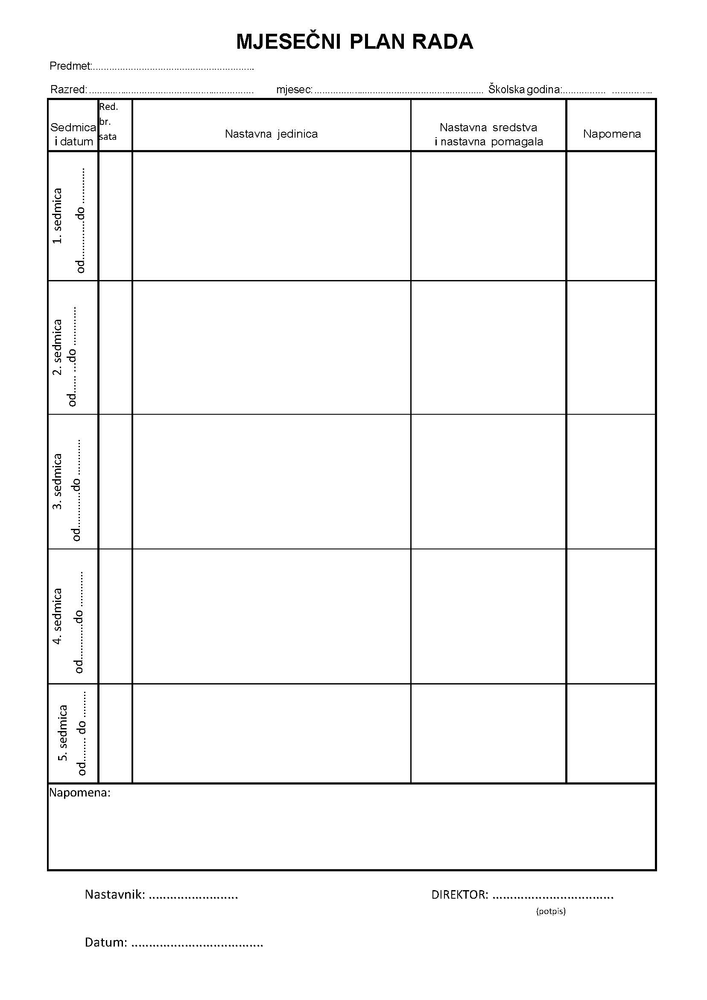 MJESEČNI PLAN RADA
Predmet:............................................................
Razred: ............................................................ mjesec: ............................................................ Školska godina:................ ...............
Sedmica
i datum
Red.
br.
sata
Nastavna jedinica
Nastavna sredstva
i nastavna pomagala
Napomena
1. sedmica
od...............do ..............
2. sedmica
od...... ...do ...............
3. sedmica
od..............do ..............
4. sedmica
od..............do ..............
5. sedmica
od......... do ..........
Napomena:
Nastavnik: .........................
DIREKTOR: ..................................
(potpis)
Datum: .....................................